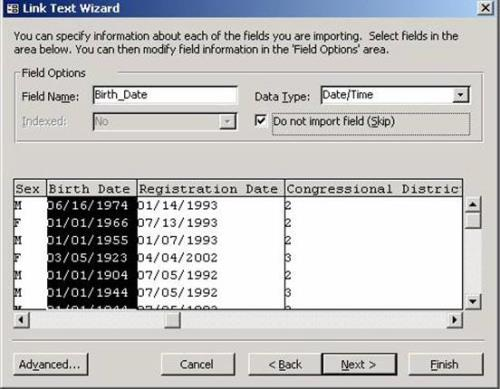 Link Text Wizard
You can specify information about each of the fields you are importing. Select fields in the
area below. You can then modify field information in the 'Field Options' area.
Field Options
Field Name: Birth_Date Data Type: Date/Time
Indexed: No Do not import field (Skip)
Sex Birth Date Registration Date Congressional District
M 06/16/1974 01/14/1993 2
F 01/01/1966 07/13/1993 2
M 01/01/1955 01/07/1993 2
F 03/05/1923 04/04/2002 3
M 01/01/1904 07/05/1992 2
M 01/01/1944 07/05/1992 3
Advanced... Cancel < Back Next > Finish